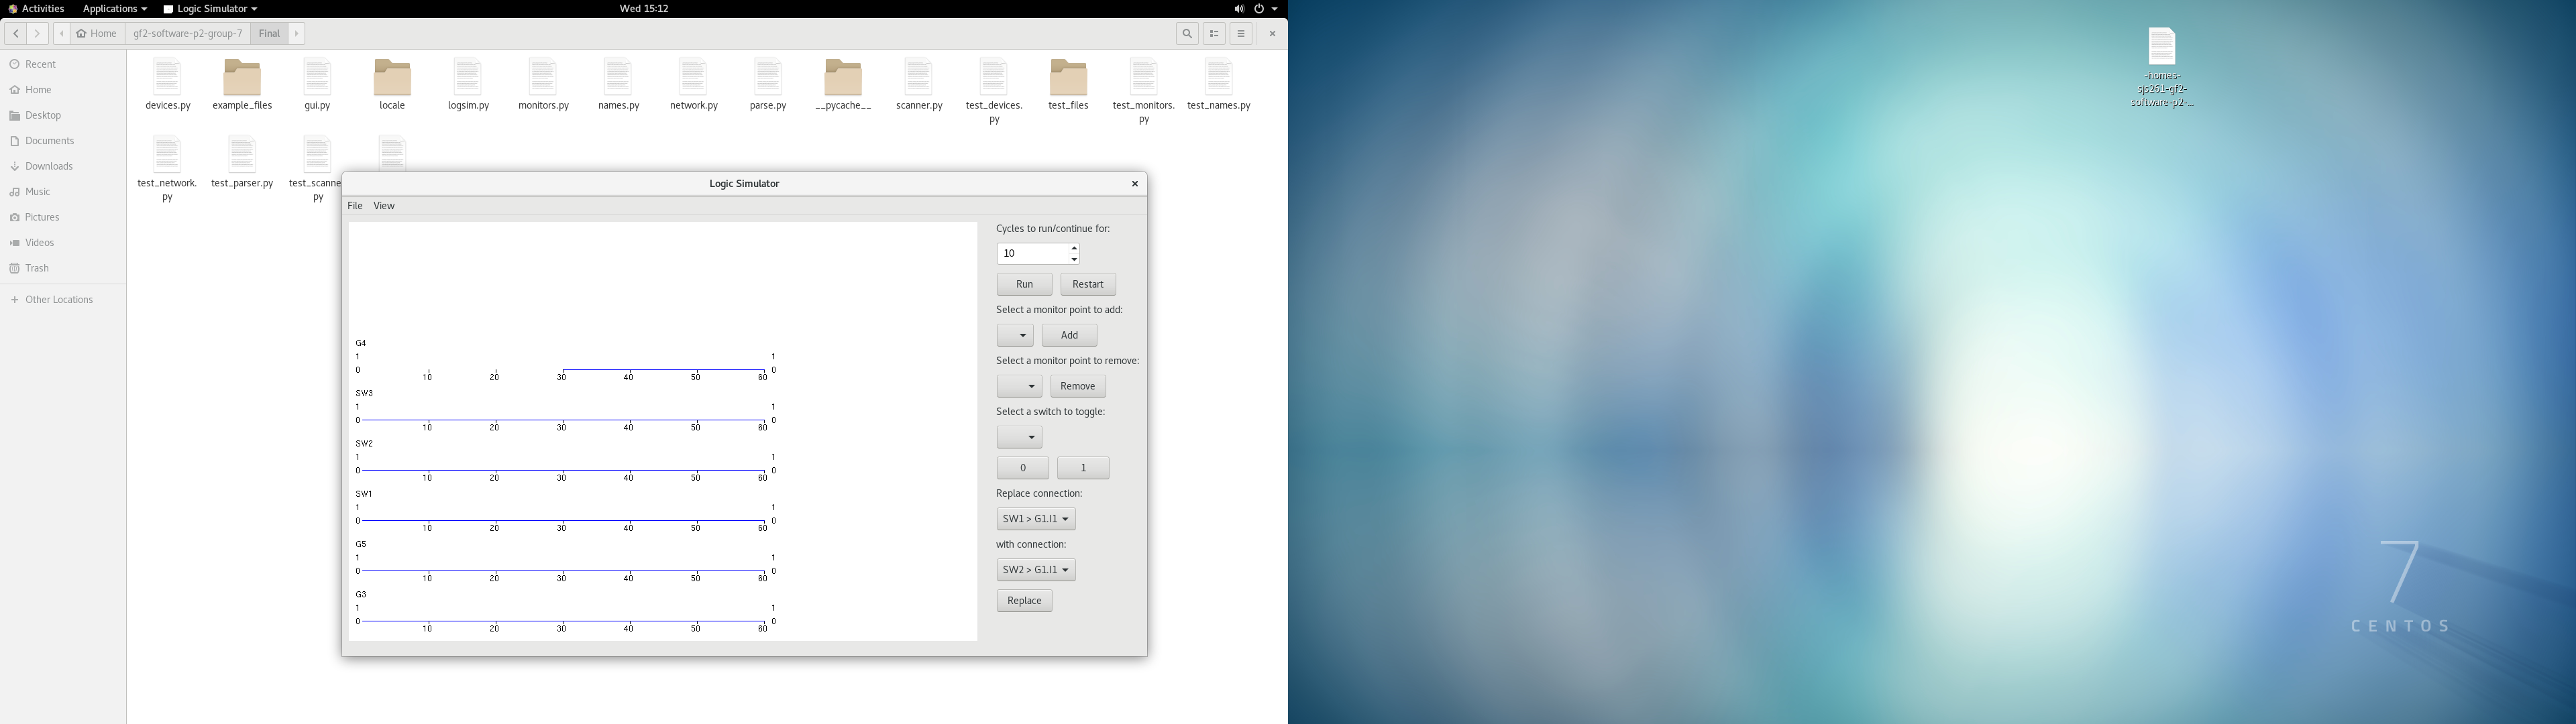 Activities Applications Logic Simulator Wed 15:12
Home gf2-software-p2-group-7 Final
Recent
Home
Desktop
Documents
Downloads
Music
Pictures
Videos
Trash
Other Locations
devices.py example_files gui.py locale logsim.py monitors.py names.py network.py parse.py __pycache__ scanner.py test_devices. test_files test_monitors. test_names.py
py py
test_network. test_parser.py test_scanne
py py
Logic Simulator
File View
G4
1 1
0 0
10 20 30 40 50 60
SW3
1 1
0 0
10 20 30 40 50 60
SW2
1 1
0 0
10 20 30 40 50 60
SW1
1 1
0 0
10 20 30 40 50 60
G5
1 1
0 0
10 20 30 40 50 60
G3
1 1
0 0
10 20 30 40 50 60
Cycles to run/continue for:
10
Run Restart
Select a monitor point to add:
Add
Select a monitor point to remove:
Remove
Select a switch to toggle:
0 1
Replace connection:
SW1 > G1.I1
with connection:
SW2 > G1.I1
Replace
-homes-
sjs261-gf2-
software-p2-...
7
CENTOS